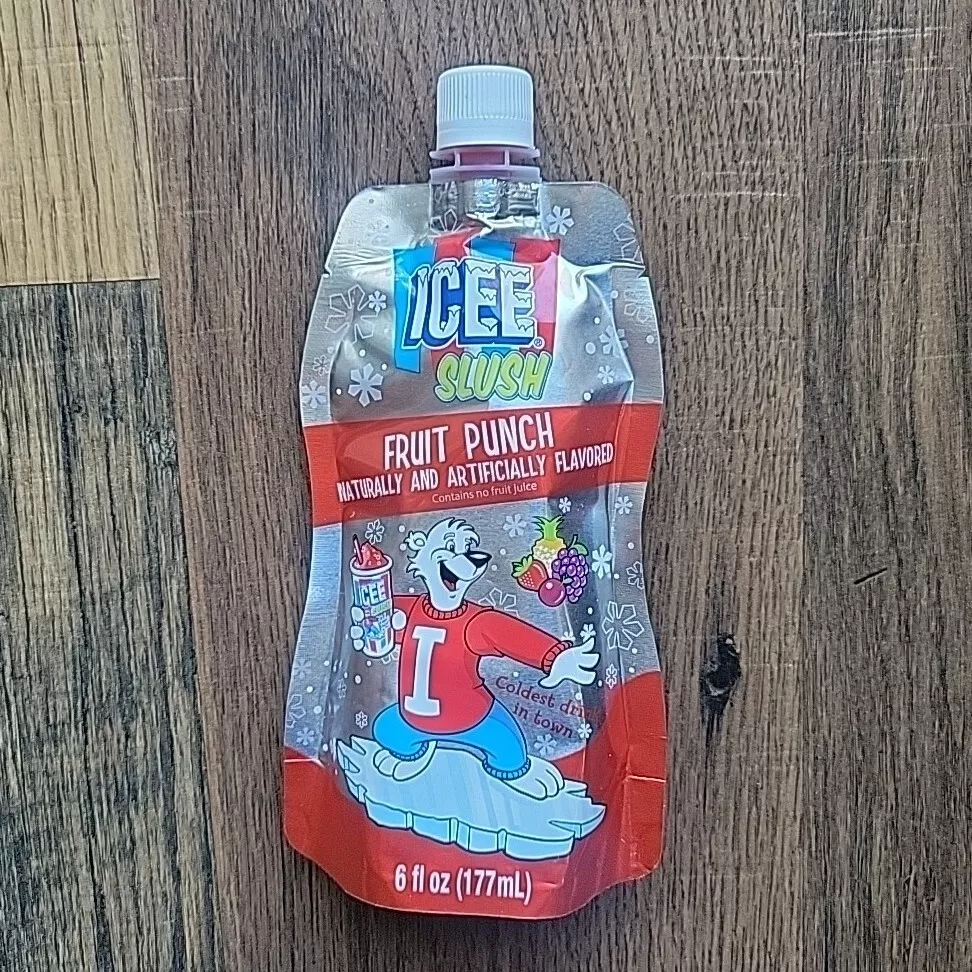 ICEE®
SLUSH
FRUIT PUNCH
NATURALLY AND ARTIFICIALLY FLAVORED
Contains no fruit juice
ICEE
I
Coldest
in town
6 fl oz (177mL)